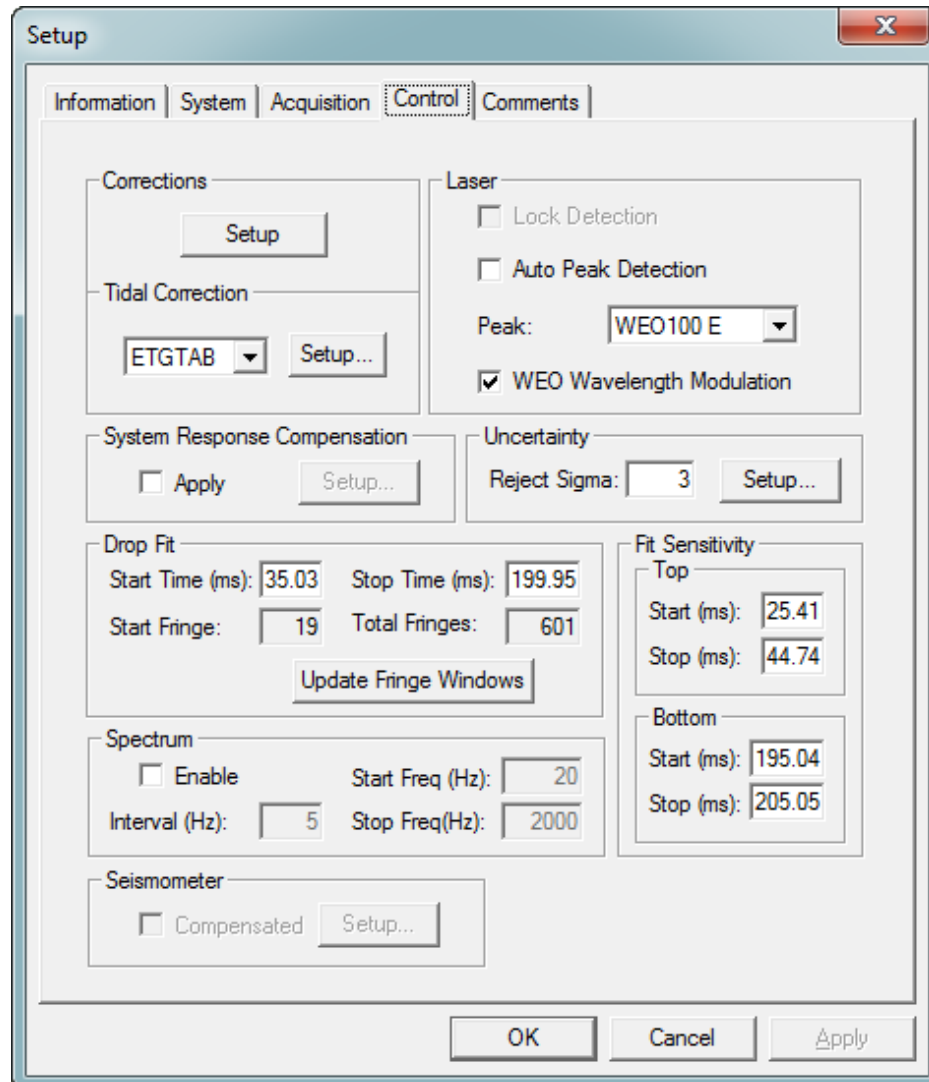 Setup
X
Information System Acquisition Control Comments
Corrections
Setup
Tidal Correction
ETGTAB Setup...
Laser
Lock Detection
Auto Peak Detection
Peak: WEO100 E
WEO Wavelength Modulation
System Response Compensation
Apply Setup...
Uncertainty
Reject Sigma: 3 Setup...
Drop Fit
Start Time (ms): 35.03 Stop Time (ms): 199.95
Start Fringe: 19 Total Fringes: 601
Update Fringe Windows
Fit Sensitivity
Top
Start (ms): 25.41
Stop (ms): 44.74
Bottom
Start (ms): 195.04
Stop (ms): 205.05
Spectrum
Enable Start Freq (Hz): 20
Interval (Hz): 5 Stop Freq(Hz): 2000
Seismometer
Compensated Setup...
OK Cancel Apply